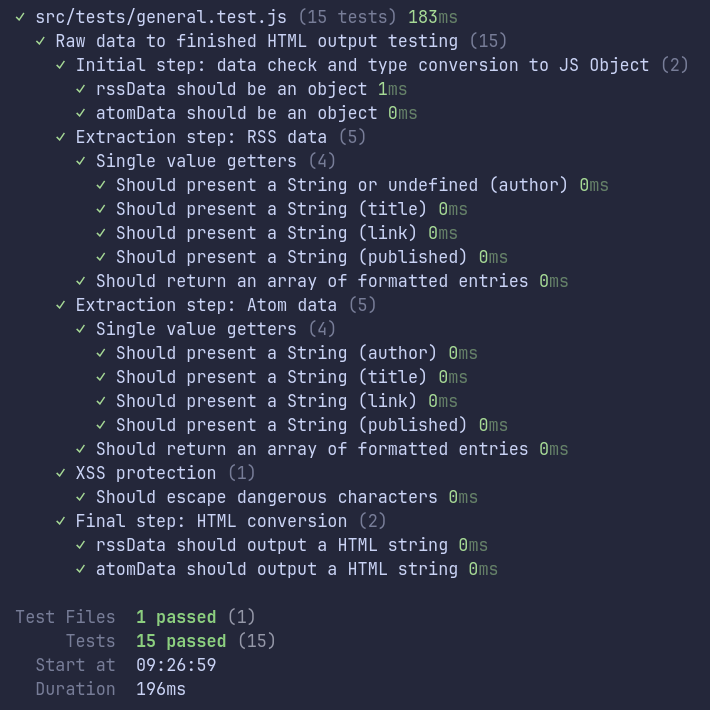 ✓ src/tests/general.test.js (15 tests) 183ms
✓ Raw data to finished HTML output testing (15)
✓ Initial step: data check and type conversion to JS Object (2)
✓ rssData should be an object 1ms
✓ atomData should be an object 0ms
✓ Extraction step: RSS data (5)
✓ Single value getters (4)
✓ Should present a String or undefined (author) 0ms
✓ Should present a String (title) 0ms
✓ Should present a String (link) 0ms
✓ Should present a String (published) 0ms
✓ Should return an array of formatted entries 0ms
✓ Extraction step: Atom data (5)
✓ Single value getters (4)
✓ Should present a String (author) 0ms
✓ Should present a String (title) 0ms
✓ Should present a String (link) 0ms
✓ Should present a String (published) 0ms
✓ Should return an array of formatted entries 0ms
✓ XSS protection (1)
✓ Should escape dangerous characters 0ms
✓ Final step: HTML conversion (2)
✓ rssData should output a HTML string 0ms
✓ atomData should output a HTML string 0ms
Test Files 1 passed (1)
Tests 15 passed (15)
Start at 09:26:59
Duration 196ms